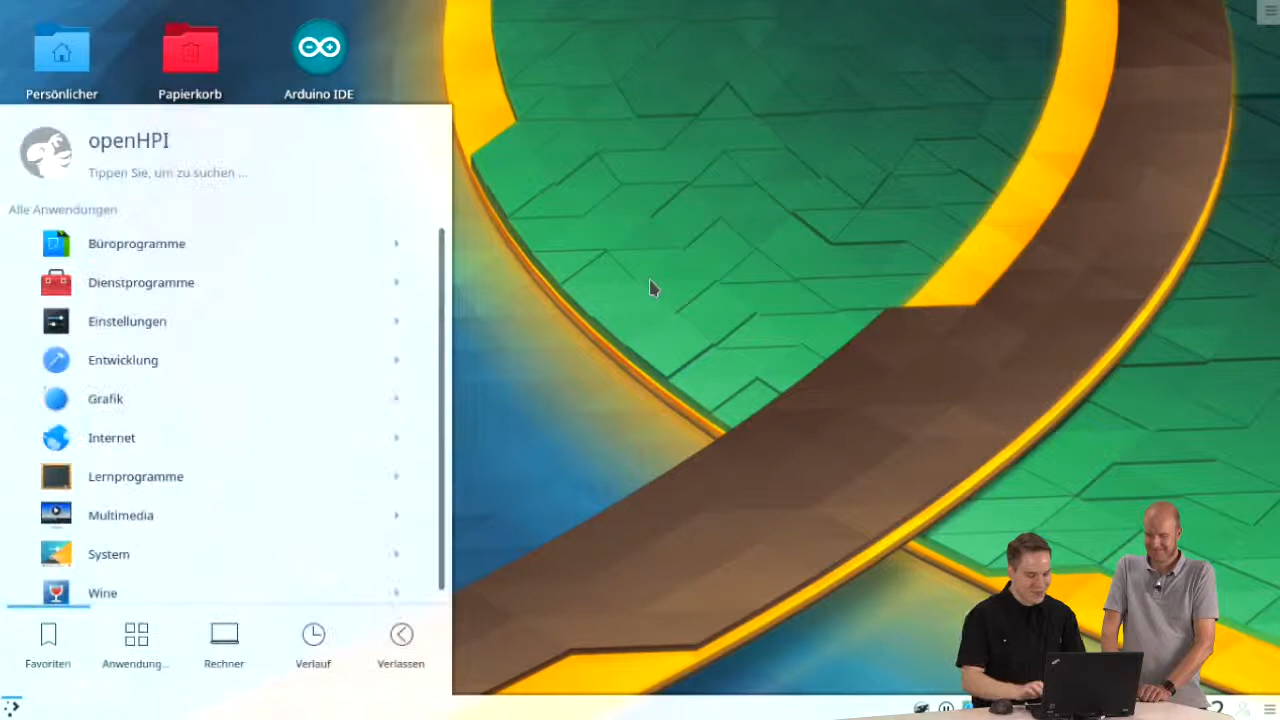 Persönlicher
Papierkorb
Arduino IDE
openHPI
Tippen Sie, um zu suchen ...
Alle Anwendungen
Büroprogramme
Dienstprogramme
Einstellungen
Entwicklung
Grafik
Internet
Lernprogramme
Multimedia
System
Wine
Favoriten
Anwendung...
Rechner
Verlauf
Verlassen